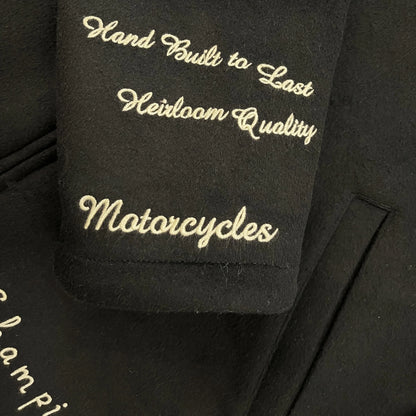 Hand Built to Last
Heirloom Quality
Motorcycles